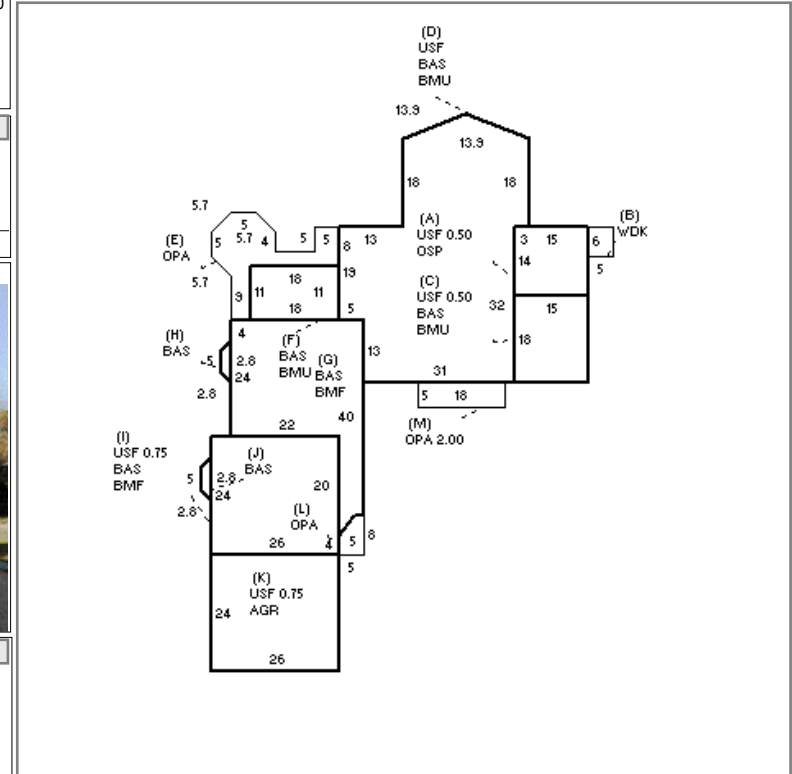 (D)
USF
BAS
BMU
13.9
13.9
18 18
5.7
5
5 5.7 4 5 5
(E)
OPA
5.7
9
8 13
19
(A)
USF 0.50
OSP
3 15
14
(B)
WDK
6
5
18
11 11
18
5
(C)
USF 0.50
BAS
BMU
32
15
18
(H)
BAS
4
5 2.8
24
2.8
(F)
BAS
BMU
(G)
BAS
BMF
13
31
40
22
5 18
(M)
OPA 2.00
(I)
USF 0.75
BAS
BMF
5 2.8
24
2.8
(J)
BAS
20
(L)
OPA
26 4 5 8
5
(K)
USF 0.75
AGR
24
26